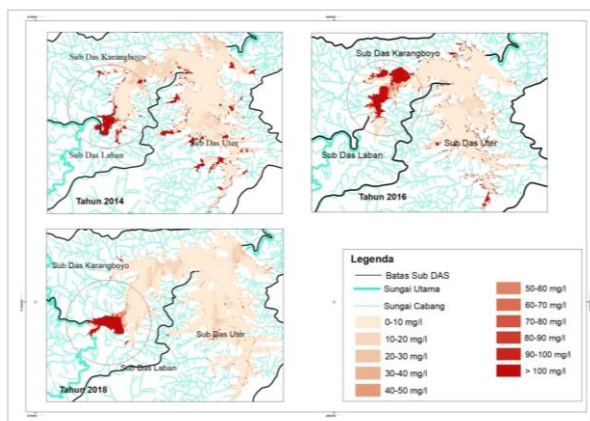 Sub Das Karangboyo
Sub Das Laban
Sub Das Uter
Tahun 2014
Sub Das Karangboyo
Sub Das Laban
Sub Das Uter
Tahun 2016
Sub Das Karangboyo
Sub Das Uter
Sub Das Laban
Tahun 2018
Legenda
Batas Sub DAS
Sungai Utama
Sungai Cabang
0-10 mg/l
10-20 mg/l
20-30 mg/l
30-40 mg/l
40-50 mg/l
50-60 mg/l
60-70 mg/l
70-80 mg/l
80-90 mg/l
90-100 mg/l
> 100 mg/l